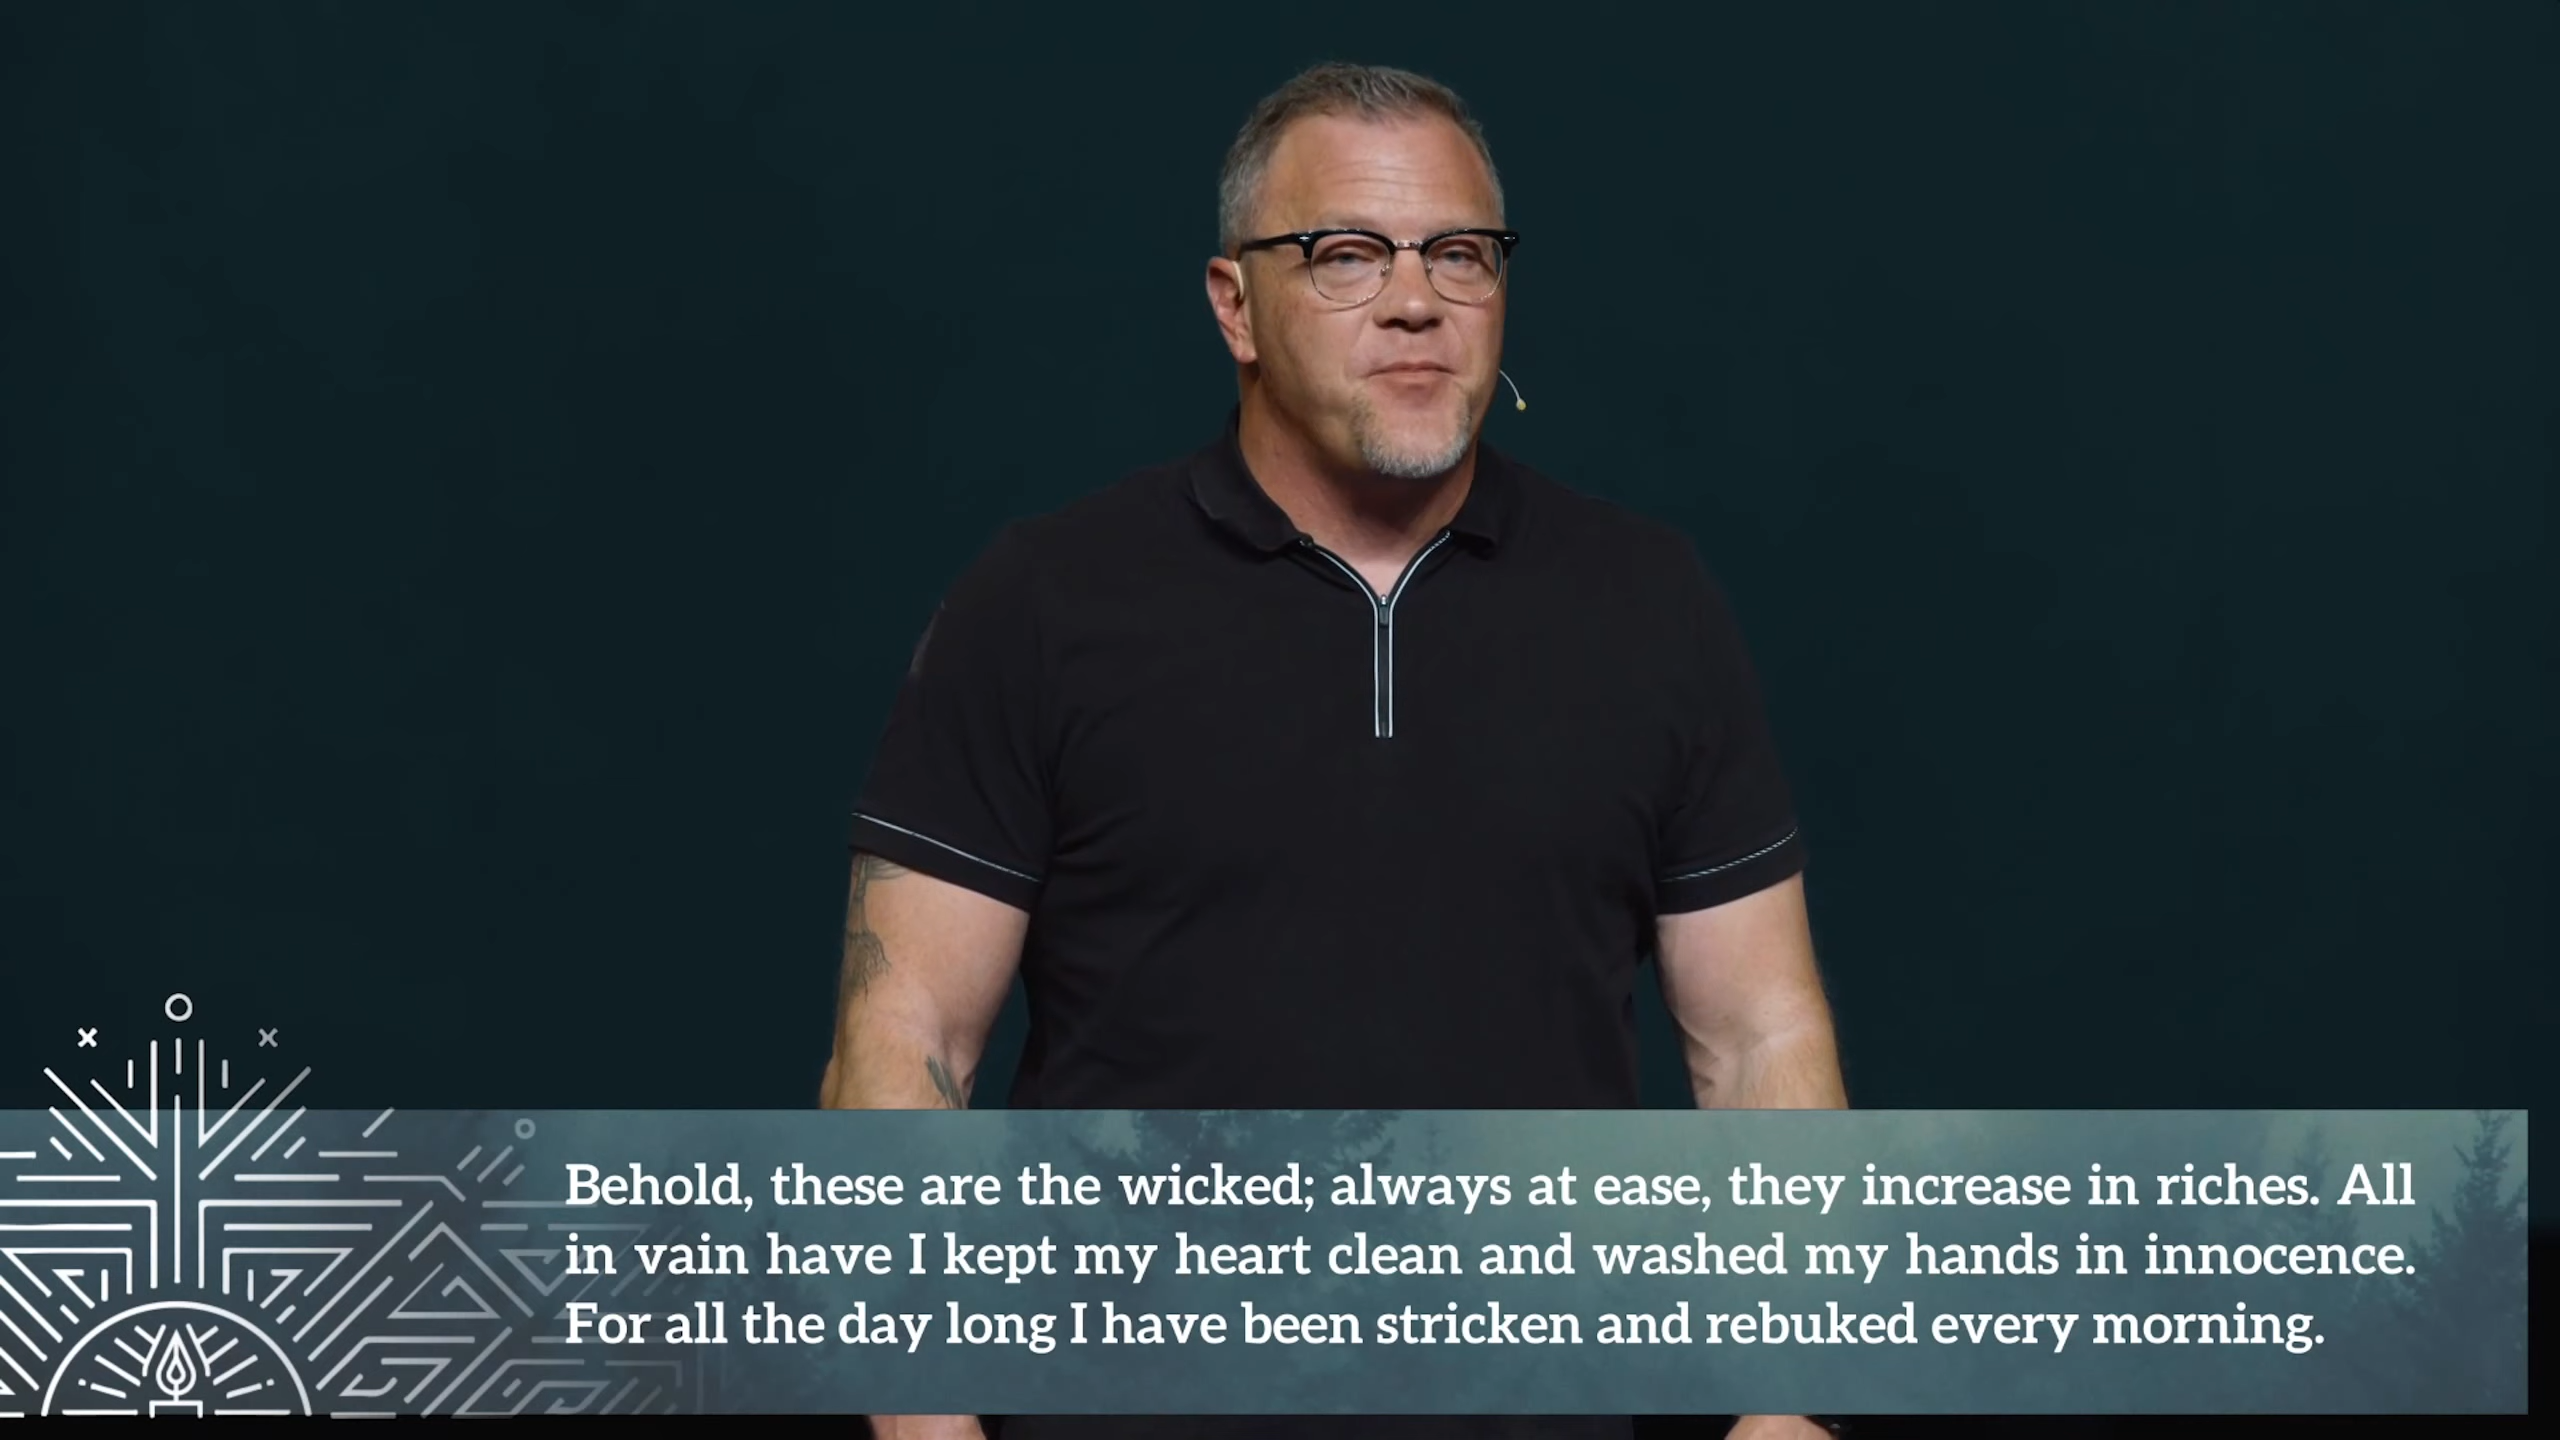 Behold, these are the wicked; always at ease, they increase in riches. All
in vain have I kept my heart clean and washed my hands in innocence.
For all the day long I have been stricken and rebuked every morning.